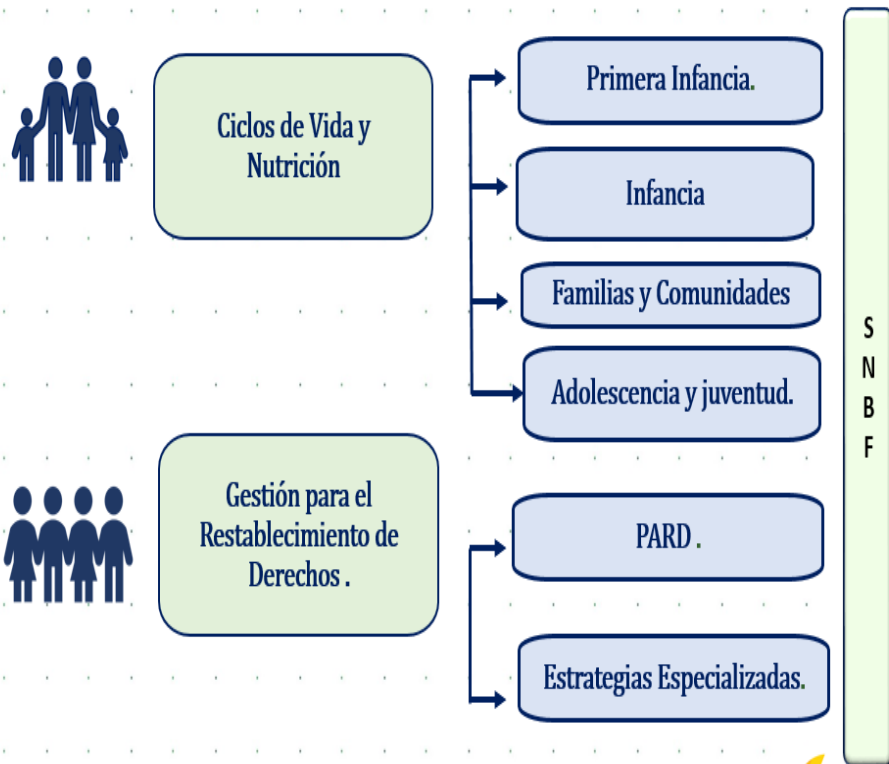 Ciclos de Vida y
Nutrición
Primera Infancia.
Infancia
Familias y Comunidades
Adolescencia y juventud.
Gestión para el
Restablecimiento de
Derechos .
PARD .
Estrategias Especializadas.
S
N
B
F